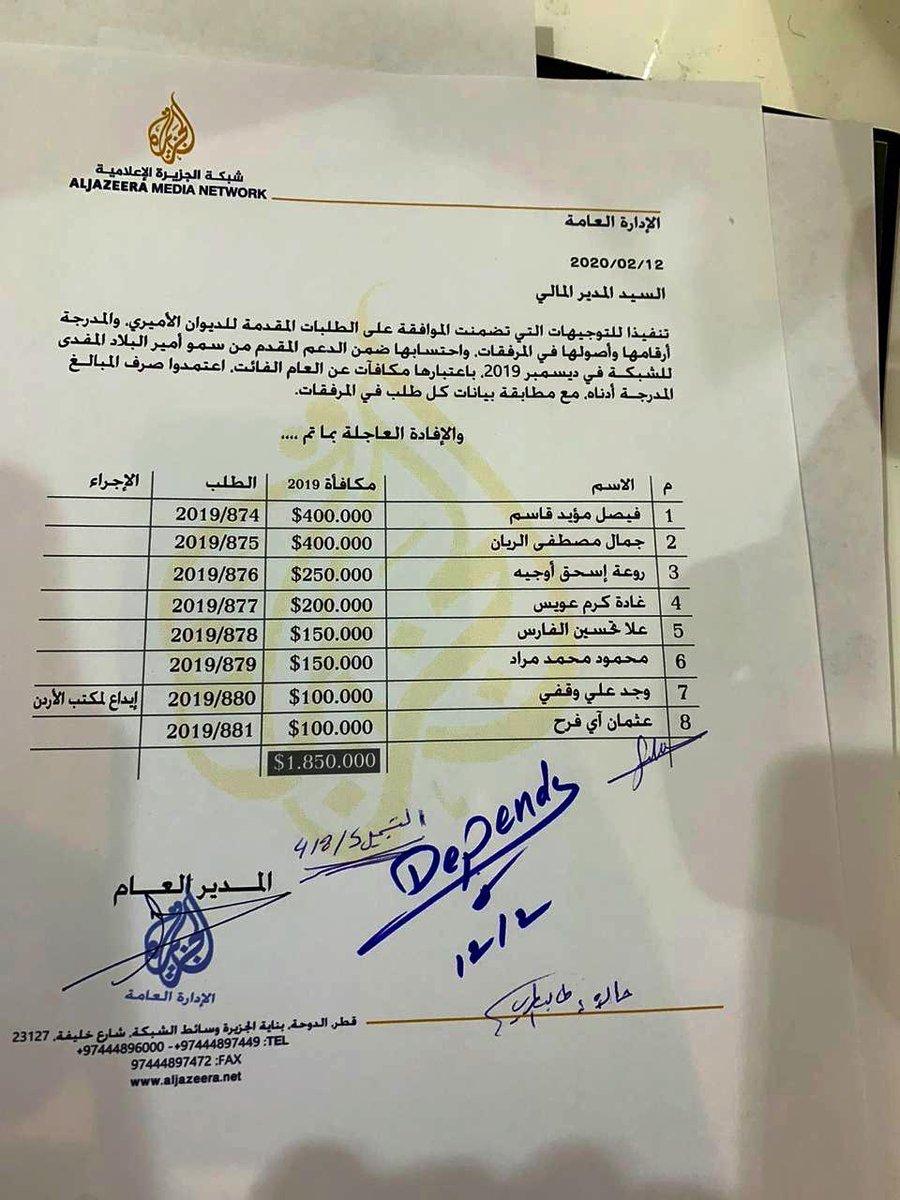 شبكة الجزيرة الإعلامية
ALJAZEERA MEDIA NETWORK
الإدارة العامة
2020/02/12
السيد المدير المالي
تنفيذا للتوجيهات التي تضمنت الموافقة على الطلبات المقدمة للديوان الأميري، والمدرجة
أرقامها وأصولها في المرفقات، واحتسابها ضمن الدعم المقدم من سمو أمير البلاد المفدى
للشبكة في ديسمبر 2019، باعتبارها مكافآت عن العام الفائت، اعتمدوا صرف المبالغ
المدرجة أدناه، مع مطابقة بيانات كل طلب في المرفقات.
والإفادة العاجلة بما تم ....
م الاسم مكافأة 2019 الطلب الإجراء
1 فيصل مؤيد قاسم $400.000 2019/874
2 جمال مصطفى الريان $400.000 2019/875
3 روعة إسحق أوجيه $250.000 2019/876
4 غادة كرم عويس $200.000 2019/877
5 علا تحسين الفارس $150.000 2019/878
6 محمود محمد مراد $150.000 2019/879
7 وجد علي وقفي $100.000 2019/880 إيداع لمكتب الأردن
8 عثمان آي فرح $100.000 2019/881
$1.850.000
Depends
12/2
المدير العام
الإدارة العامة
قطر, الدوحة, بناية الجزيرة وسائط الشبكة, شارع خليفة, 23127
+97444896000 - +97444897449 :TEL
97444897472 :FAX
www.aljazeera.net